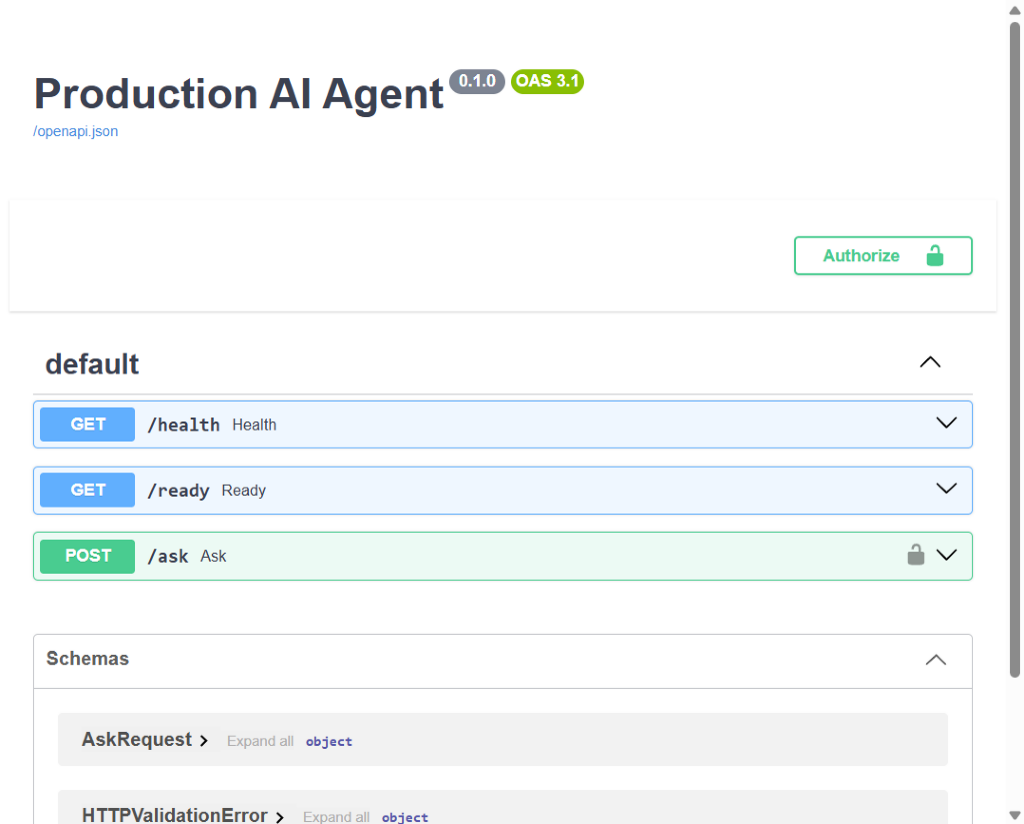 Production AI Agent 0.1.0 OAS 3.1
/openapi.json
Authorize
default
GET /health Health
GET /ready Ready
POST /ask Ask
Schemas
AskRequest Expand all object
HTTPValidationError Expand all object